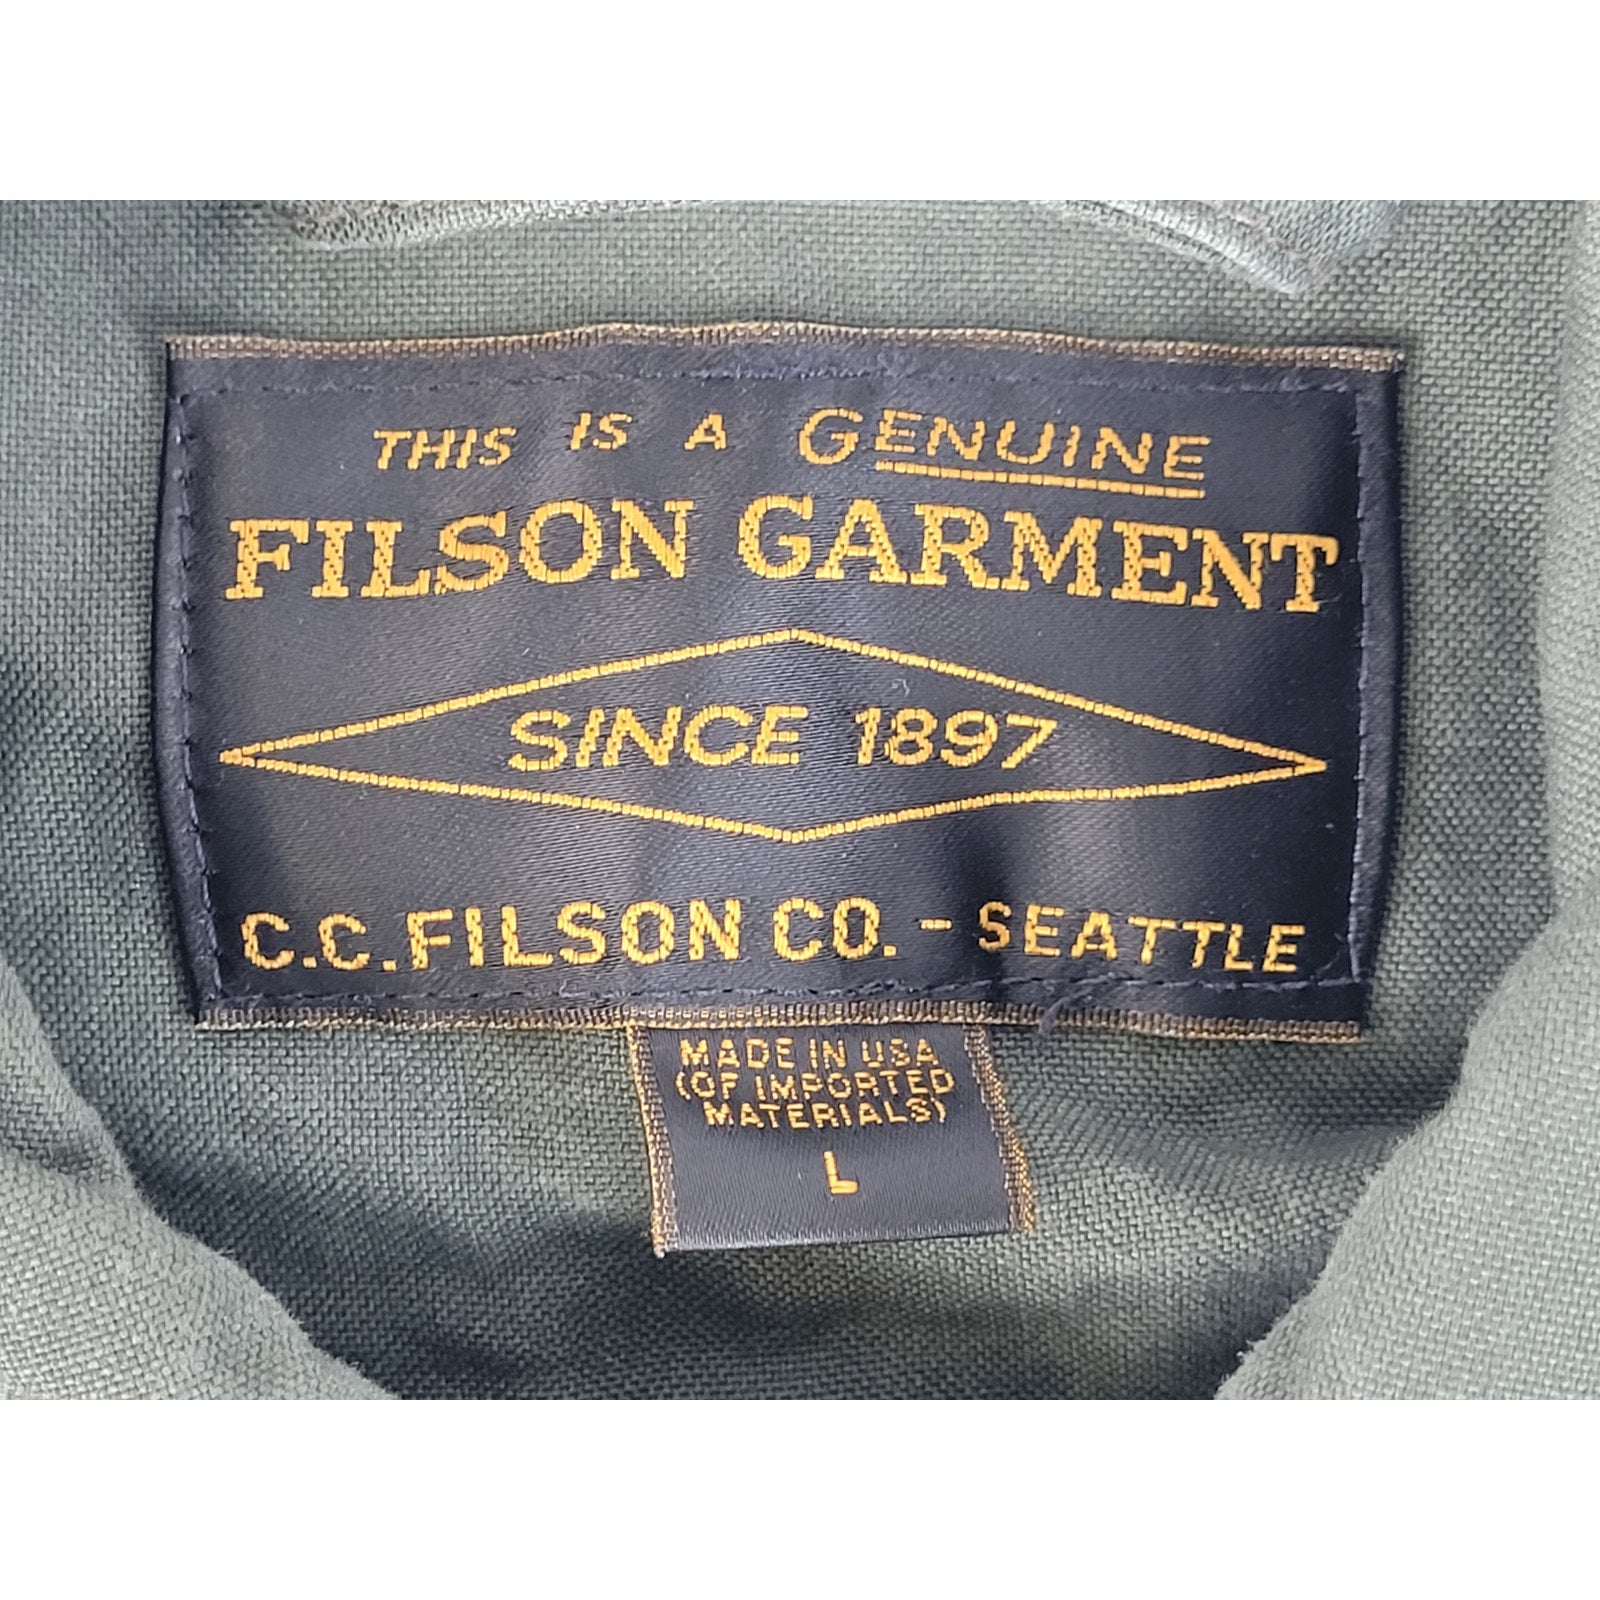 THIS IS A GENUINE
FILSON GARMENT
SINCE 1897
C.C. FILSON CO. - SEATTLE
MADE IN USA
(OF IMPORTED
MATERIALS)
L